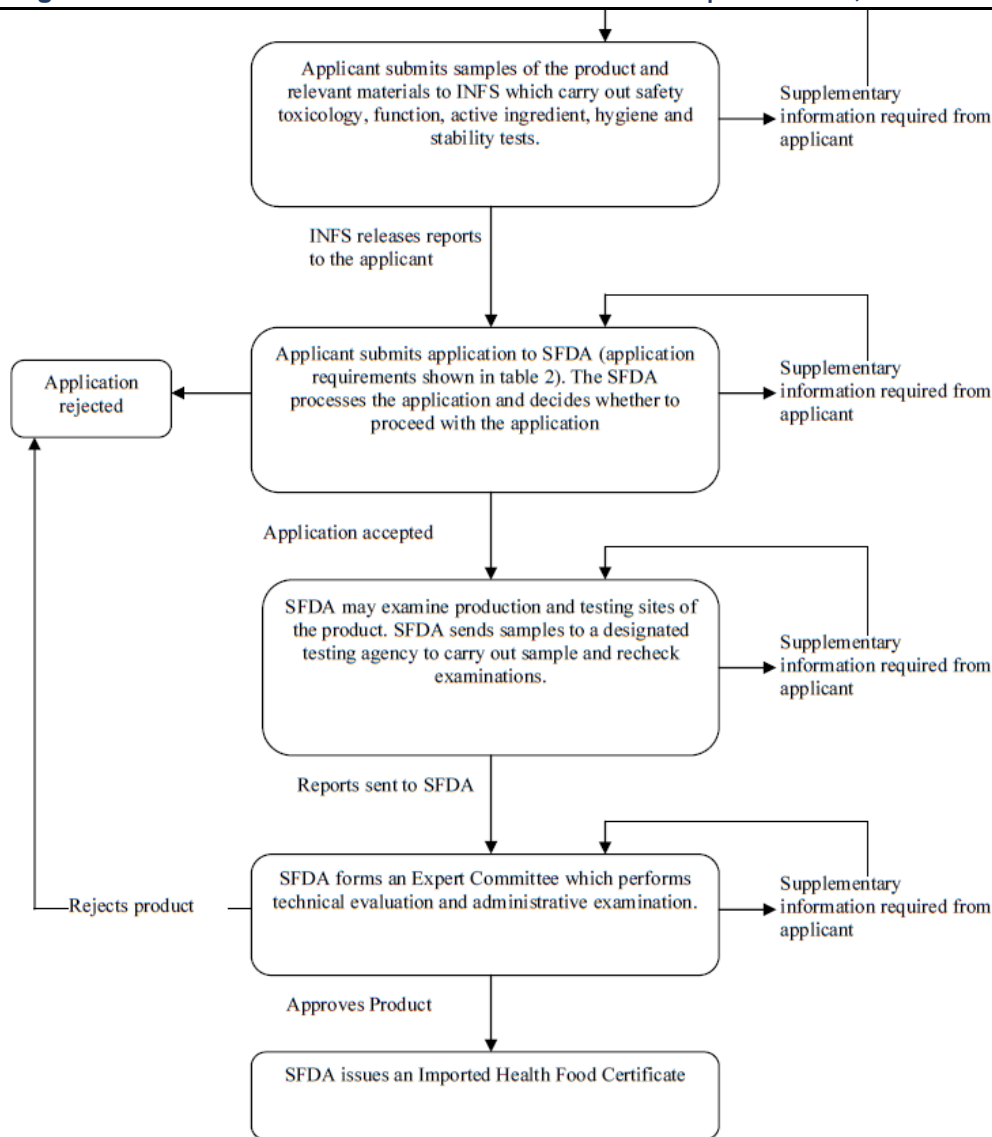 Applicant submits samples of the product and
relevant materials to INFS which carry out safety
toxicology, function, active ingredient, hygiene and
stability tests.
Supplementary
information required from
applicant
INFS releases reports
to the applicant
Applicant submits application to SFDA (application
requirements shown in table 2). The SFDA
processes the application and decides whether to
proceed with the application
Application
rejected
Supplementary
information required from
applicant
Application accepted
SFDA may examine production and testing sites of
the product. SFDA sends samples to a designated
testing agency to carry out sample and recheck
examinations.
Supplementary
information required from
applicant
Reports sent to SFDA
SFDA forms an Expert Committee which performs
technical evaluation and administrative examination.
Rejects product
Supplementary
information required from
applicant
Approves Product
SFDA issues an Imported Health Food Certificate